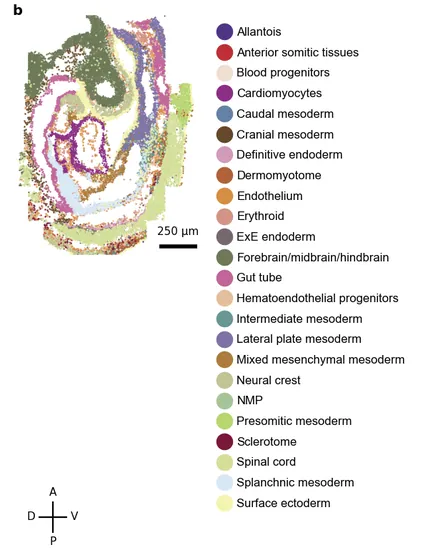 b
Allantois
Anterior somitic tissues
Blood progenitors
Cardiomyocytes
Caudal mesoderm
Cranial mesoderm
Definitive endoderm
Dermomyotome
Endothelium
Erythroid
ExE endoderm
Forebrain/midbrain/hindbrain
Gut tube
Hematoendothelial progenitors
Intermediate mesoderm
Lateral plate mesoderm
Mixed mesenchymal mesoderm
Neural crest
NMP
Presomitic mesoderm
Sclerotome
Spinal cord
Splanchnic mesoderm
Surface ectoderm
250 μm
A
D V
P